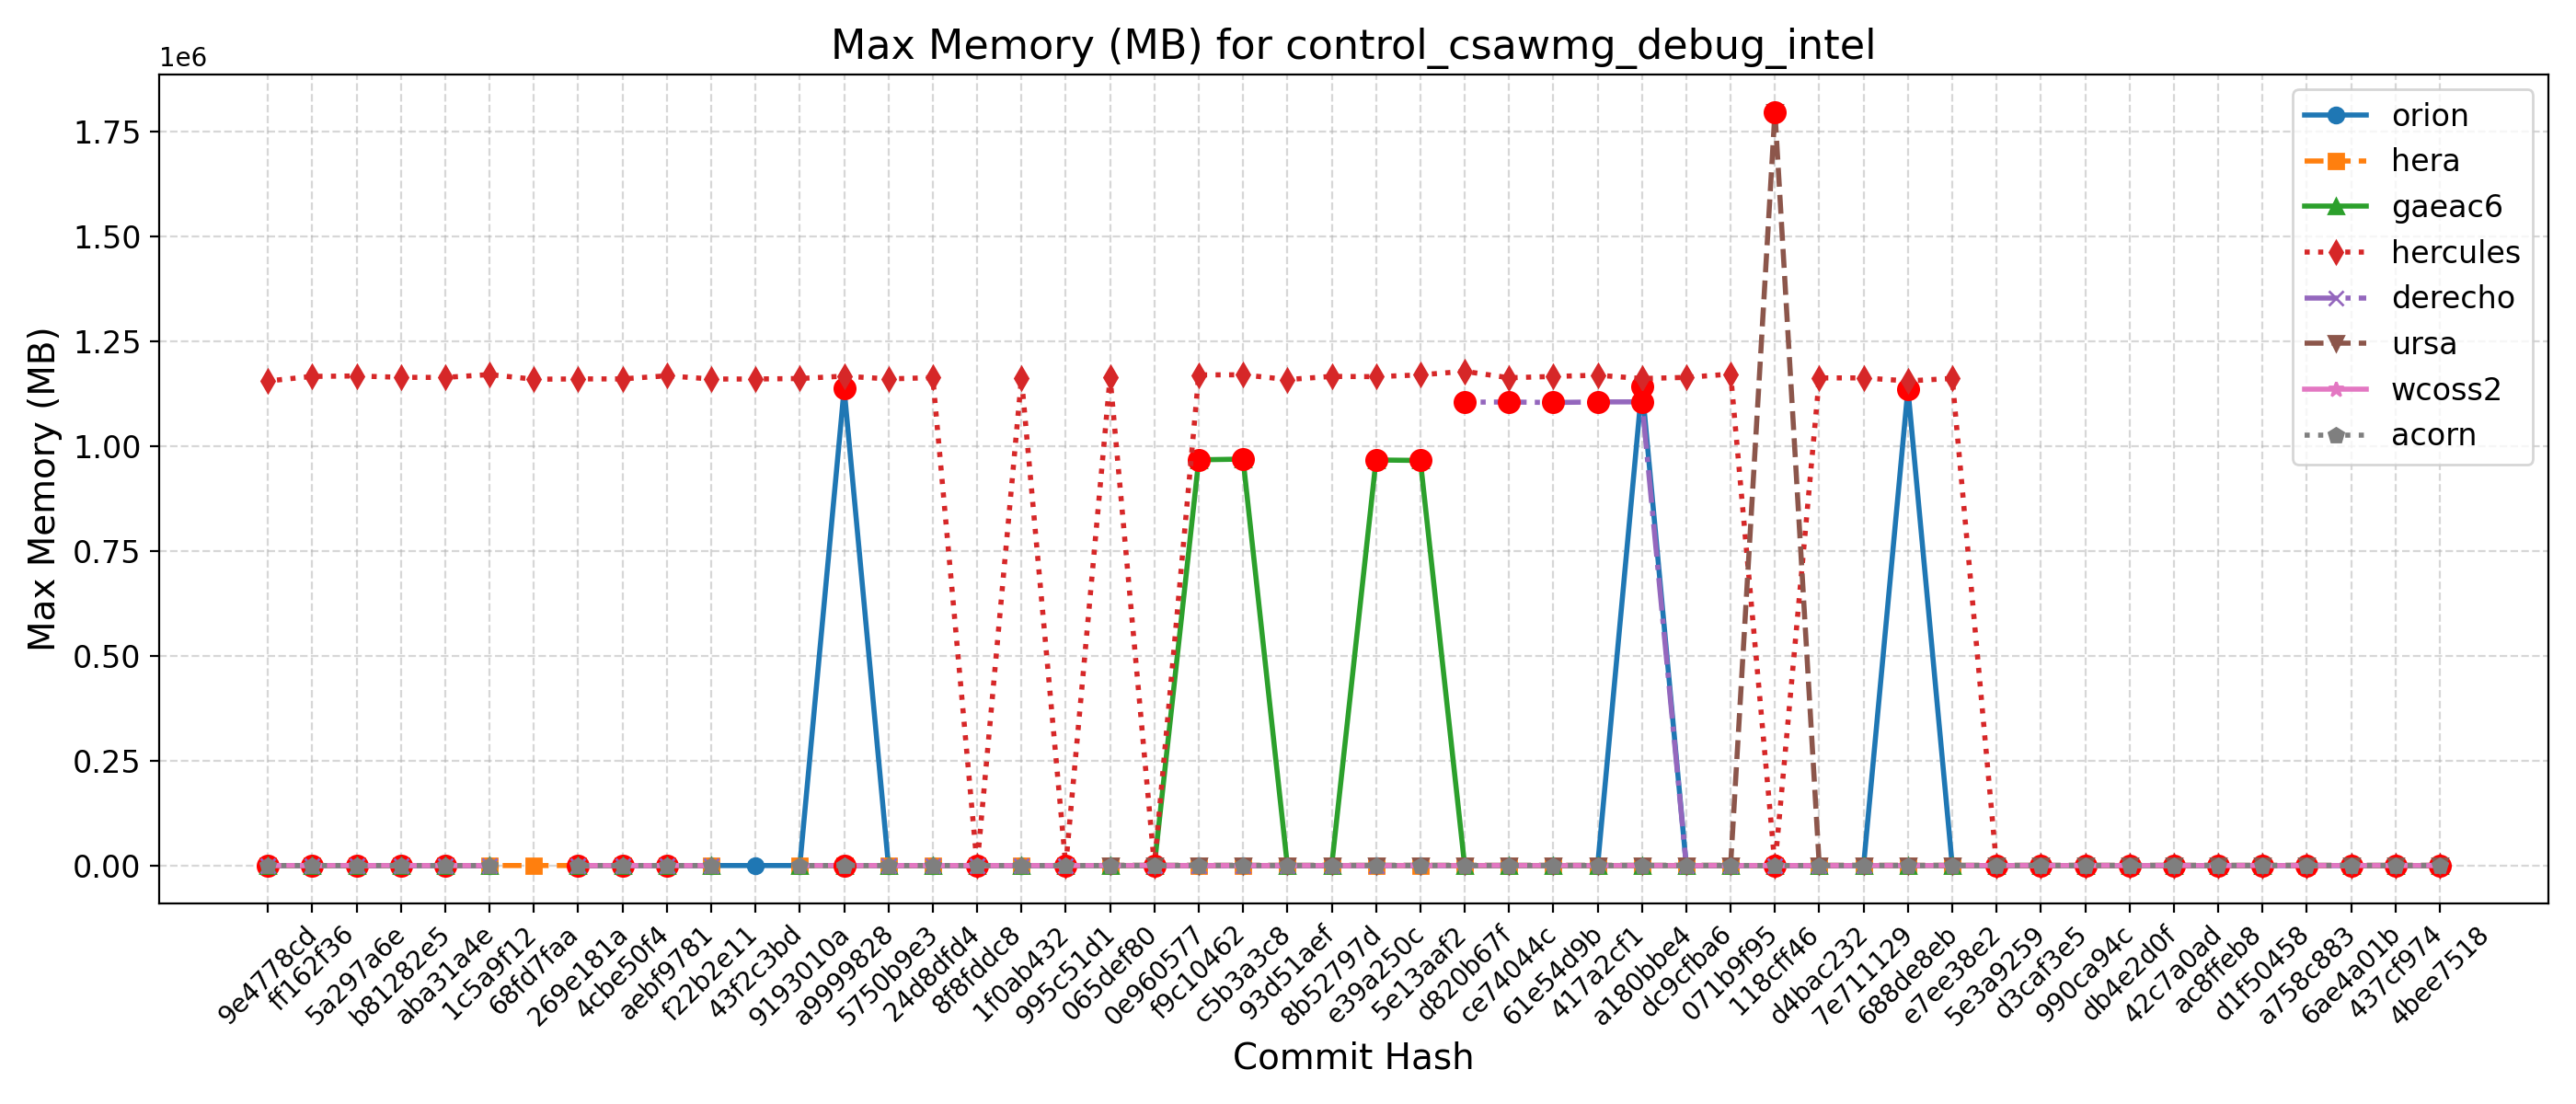 Max Memory (MB) for control_csawmg_debug_intel
1e6
1.75
1.50
1.25
1.00
0.75
0.50
0.25
0.00
Max Memory (MB)
orion
hera
gaeac6
hercules
derecho
ursa
wcoss2
acorn
9e4778cd
ff162f36
5a297a6e
b81282e5
aba31a4e
1c5a9f12
68fd7faa
269e181a
4cbe50f4
aebf9781
f22b2e11
43f2c3bd
9193010a
a9999828
5750b9e3
24d8dfd4
8f8fddc8
1f0ab432
995c51d1
065def80
0e960577
f9c10462
c5b3a3c8
93d51aef
8b52797d
e39a250c
5e13aaf2
d820b67f
ce74044c
61e54d9b
417a2cf1
a180bbe4
dc9cfba6
071b9f95
118cff46
d4bac232
7e711129
688de8eb
e7ee38e2
5e3a9259
d3caf3e5
990ca94c
db4e2d0f
42c7a0ad
ac8ffeb8
d1f50458
a758c883
6ae4a01b
437cf974
4bee7518
Commit Hash